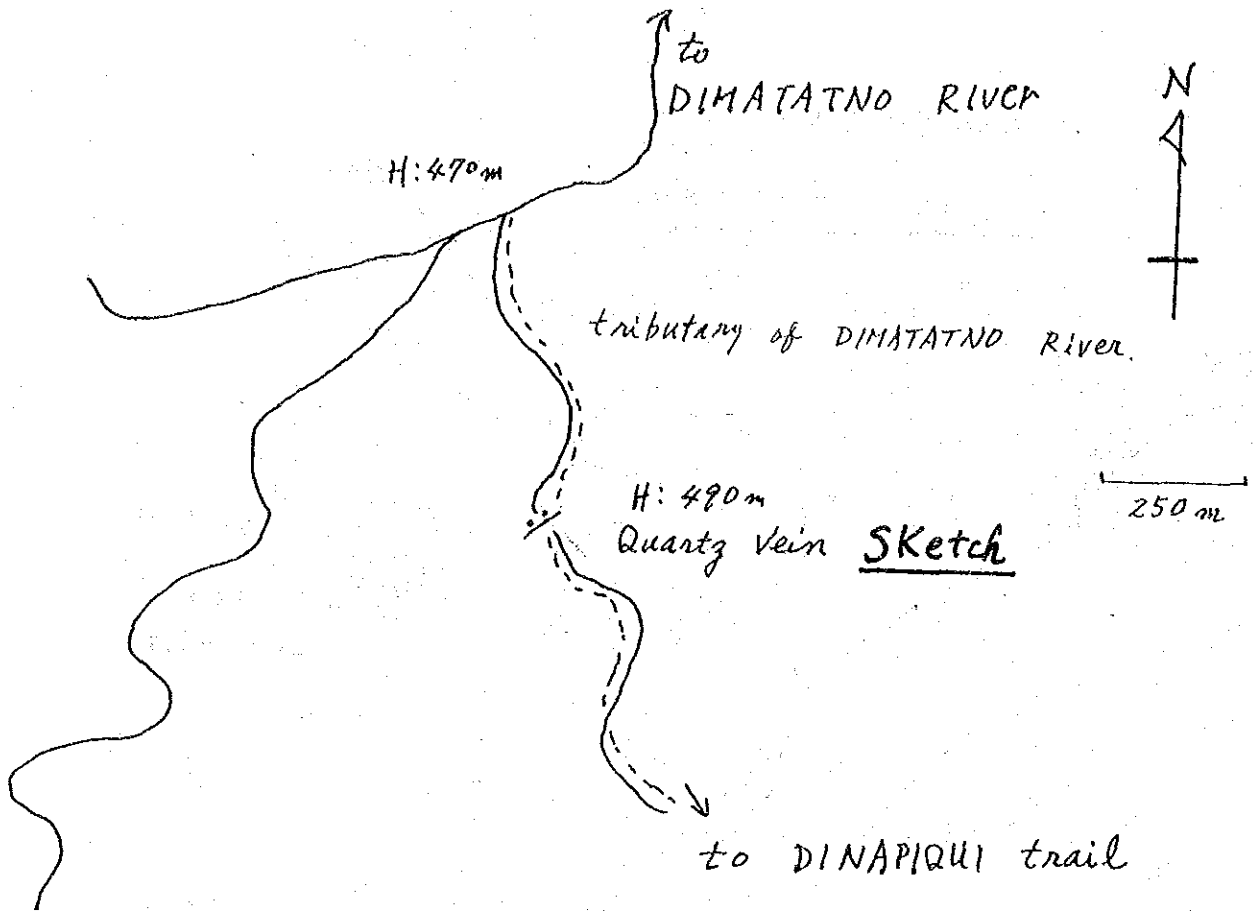 to
DIMATATNO River
N
H: 470m
tributary of DIMATATNO River.
250 m
H: 490m
Quartz Vein Sketch
to DINAPIQUI trail